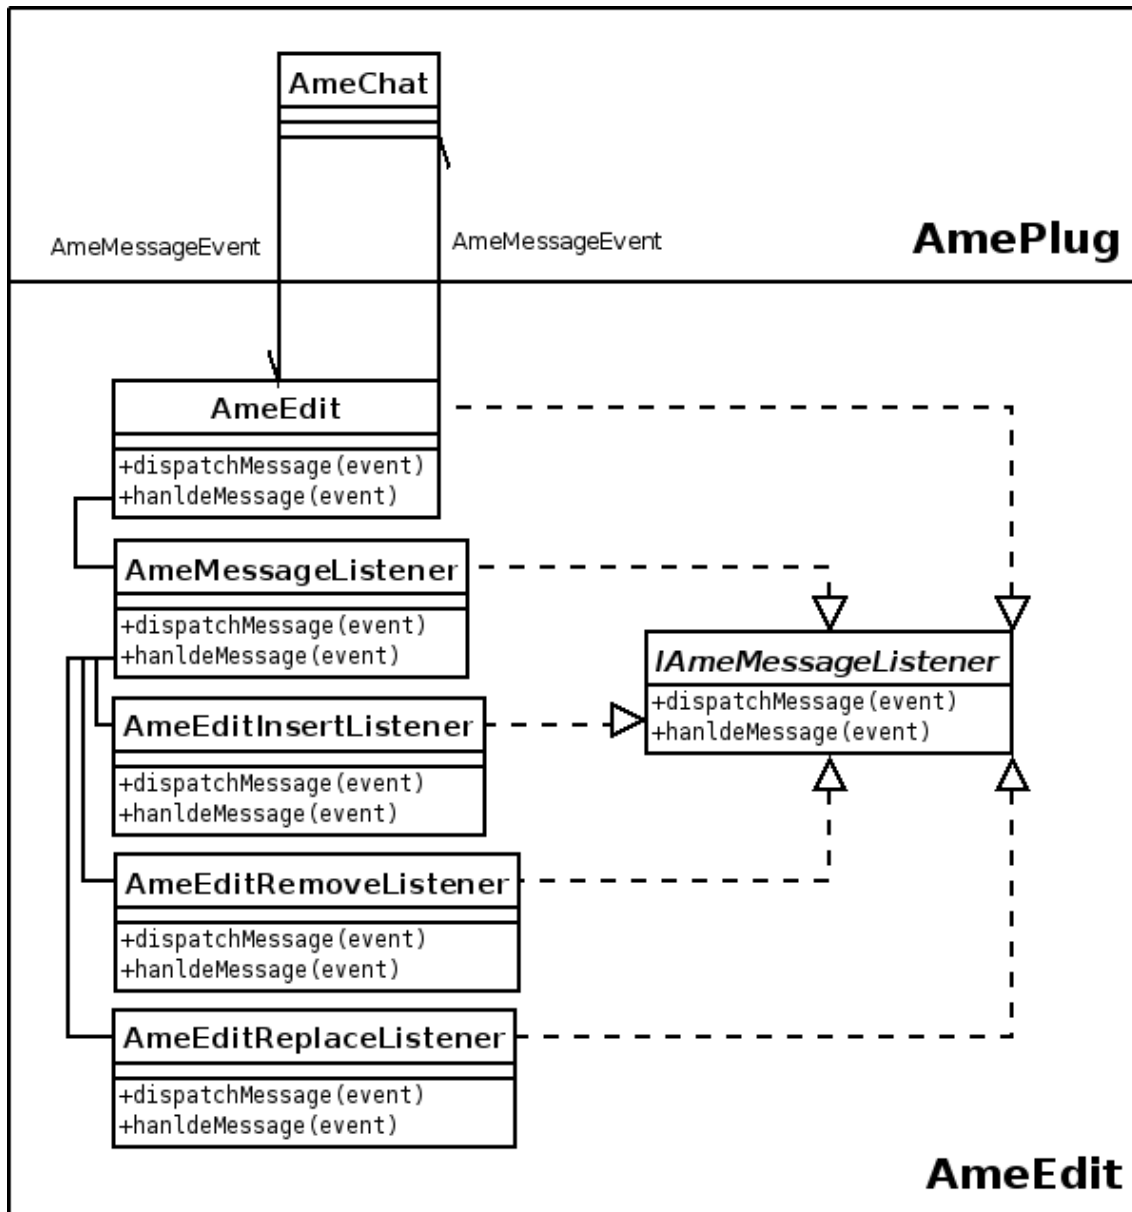 AmeChat
AmeMessageEvent
AmeMessageEvent
AmePlug
AmeEdit
+dispatchMessage(event)
+hanldeMessage(event)
AmeMessageListener
+dispatchMessage(event)
+hanldeMessage(event)
IAmeMessageListener
+dispatchMessage(event)
+hanldeMessage(event)
AmeEditInsertListener
+dispatchMessage(event)
+hanldeMessage(event)
AmeEditRemoveListener
+dispatchMessage(event)
+hanldeMessage(event)
AmeEditReplaceListener
+dispatchMessage(event)
+hanldeMessage(event)
AmeEdit